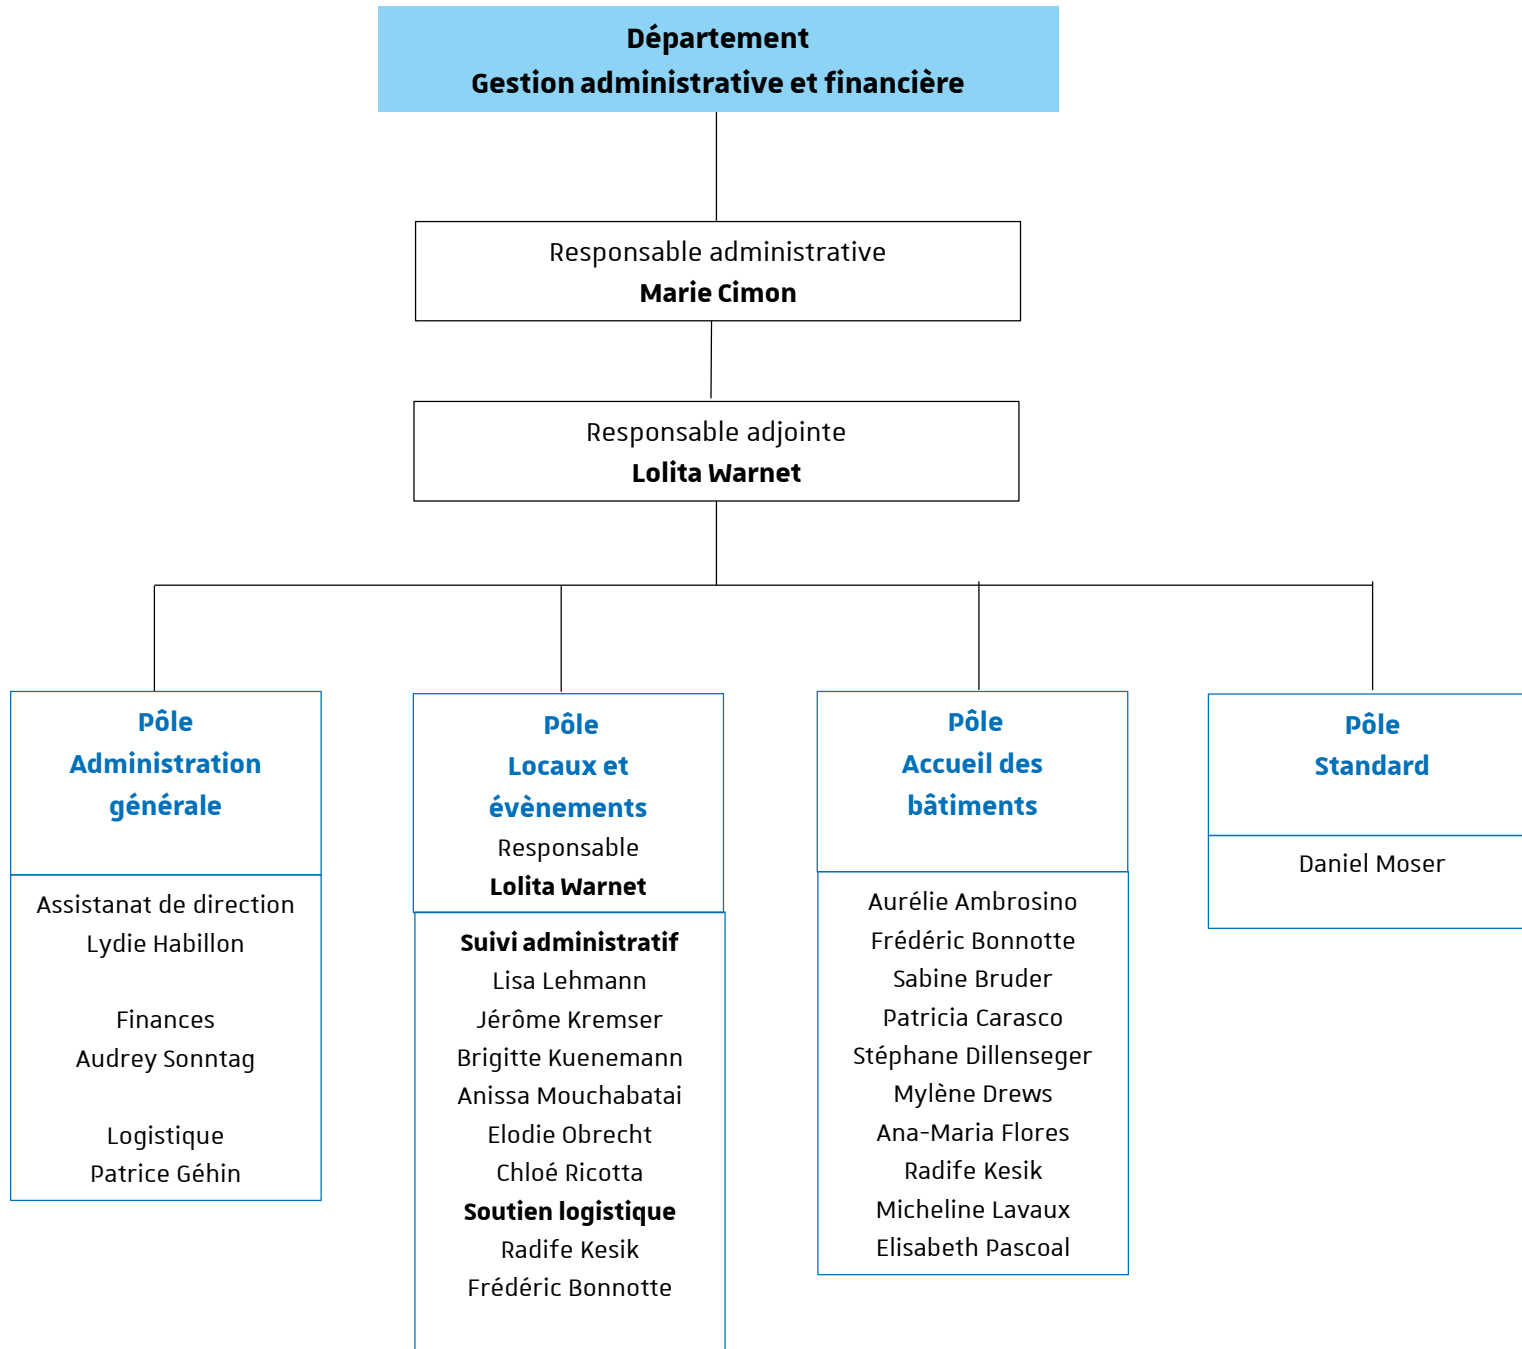 Département
Gestion administrative et financière
Responsable administrative
Marie Cimon
Responsable adjointe
Lolita Warnet
Pôle
Administration
générale
Assistanat de direction
Lydie Habillon
Finances
Audrey Sonntag
Logistique
Patrice Géhin
Pôle
Locaux et
évènements
Responsable
Lolita Warnet
Suivi administratif
Lisa Lehmann
Jérôme Kremser
Brigitte Kuenemann
Anissa Mouchabatai
Elodie Obrecht
Chloé Ricotta
Soutien logistique
Radife Kesik
Frédéric Bonnotte
Pôle
Accueil des
bâtiments
Aurélie Ambrosino
Frédéric Bonnotte
Sabine Bruder
Patricia Carasco
Stéphane Dillenseger
Mylène Drews
Ana-Maria Flores
Radife Kesik
Micheline Lavaux
Elisabeth Pascoal
Pôle
Standard
Daniel Moser